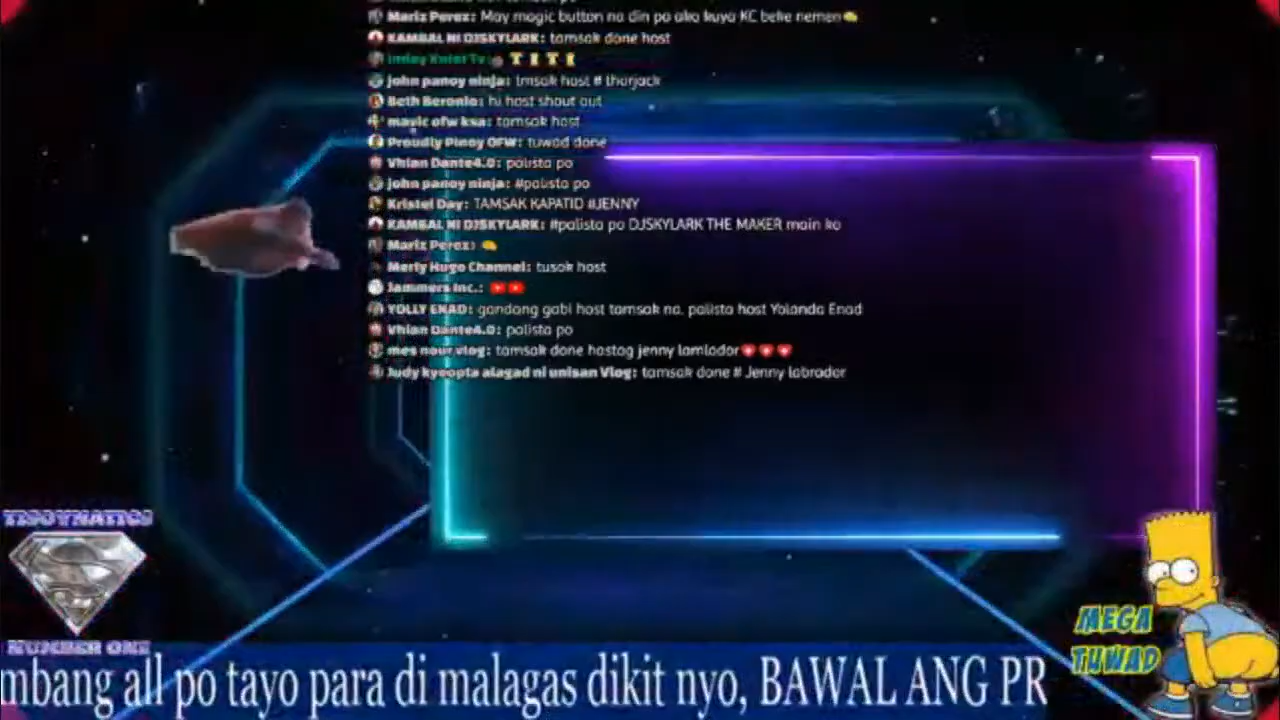 Mariz Perez: May magic button na din po ako kuya KC beke nemen
KAMBAL NI DJSKYLARK: tamsak done host
john panoy ninja: tmsak host # thorjack
Beth Beronio: hi host shout out
mavic ofw ksa: tamsak host
Proudly Pinoy OFW: tuwad done
Vhian Dante4.0: palista po
john panoy ninja: #palista po
Kristel Day: TAMSAK KAPATID #JENNY
KAMBAL NI DJSKYLARK: #palista po DJSKYLARK THE MAKER main ko
Mariz Perez:
Merly Hugo Channel: tusok host
Jammers Inc.:
YOLLY ENAD: gandang gabi host tamsak na. palista host Yolanda Enad
Vhian Dante4.0: palista po
mes nour vlog: tamsak done hastag jenny lamlador
Judy kyeopta alagad ni unisan Vlog: tamsak done # Jenny labrador
NUMBER ONE
MEGA
TUWAD
mbang all po tayo para di malagas dikit nyo, BAWAL ANG PR